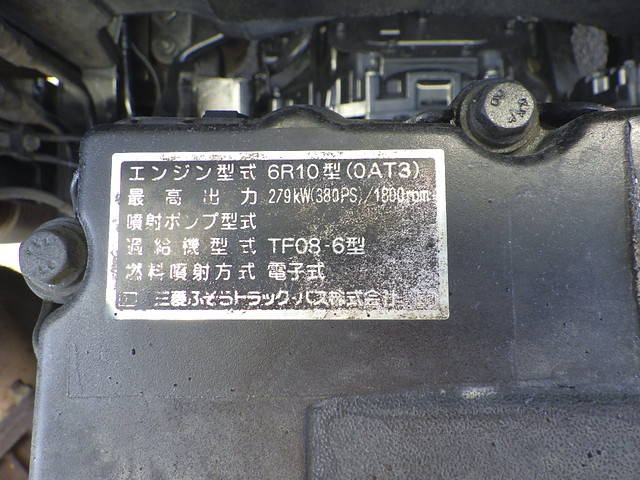 エンジン型式 6R10型(0AT3)
最高出力 279kW(380PS)/1800rpm
噴射ポンプ型式
過給機型式 TF08-6型
燃料噴射方式 電子式
三菱ふそうトラック・バス株式会社